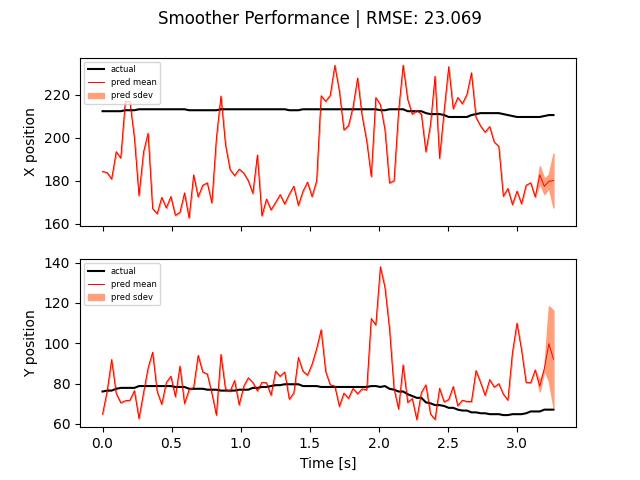 Smoother Performance | RMSE: 23.069
actual
pred mean
pred sdev
X position
220
200
180
160
actual
pred mean
pred sdev
Y position
140
120
100
80
60
0.0 0.5 1.0 1.5 2.0 2.5 3.0
Time [s]